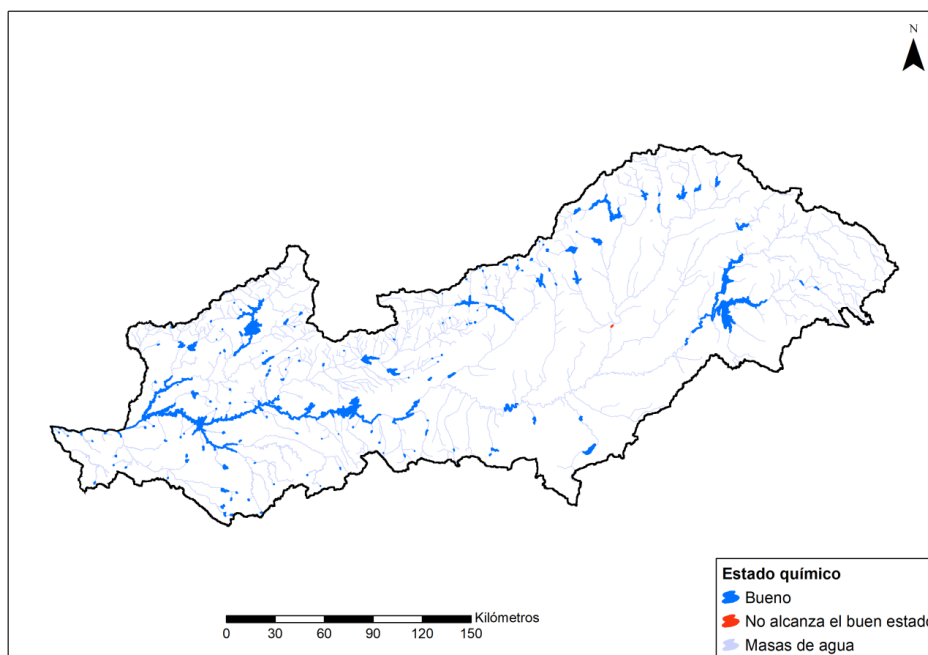 N
Estado químico
Bueno
No alcanza el buen estado
Masas de agua
Kilómetros
0 30 60 90 120 150